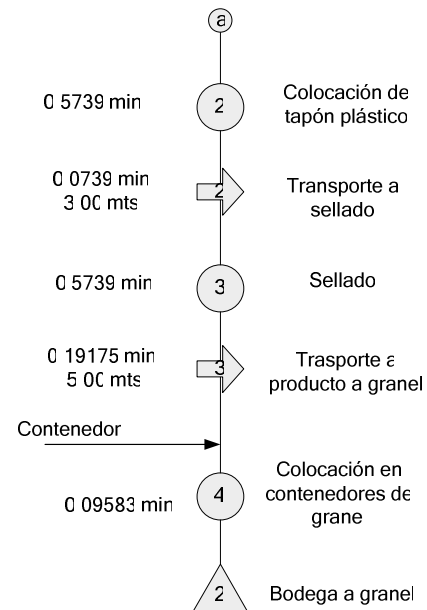 a
0 5739 min
2
Colocación de
tapón plástico
0 0739 min
3 00 mts
2
Transporte a
sellado
0 5739 min
3
Sellado
0 19175 min
5 00 mts
3
Trasporte a
producto a granel
Contenedor
0 09583 min
4
Colocación en
contenedores de
grane
2
Bodega a granel